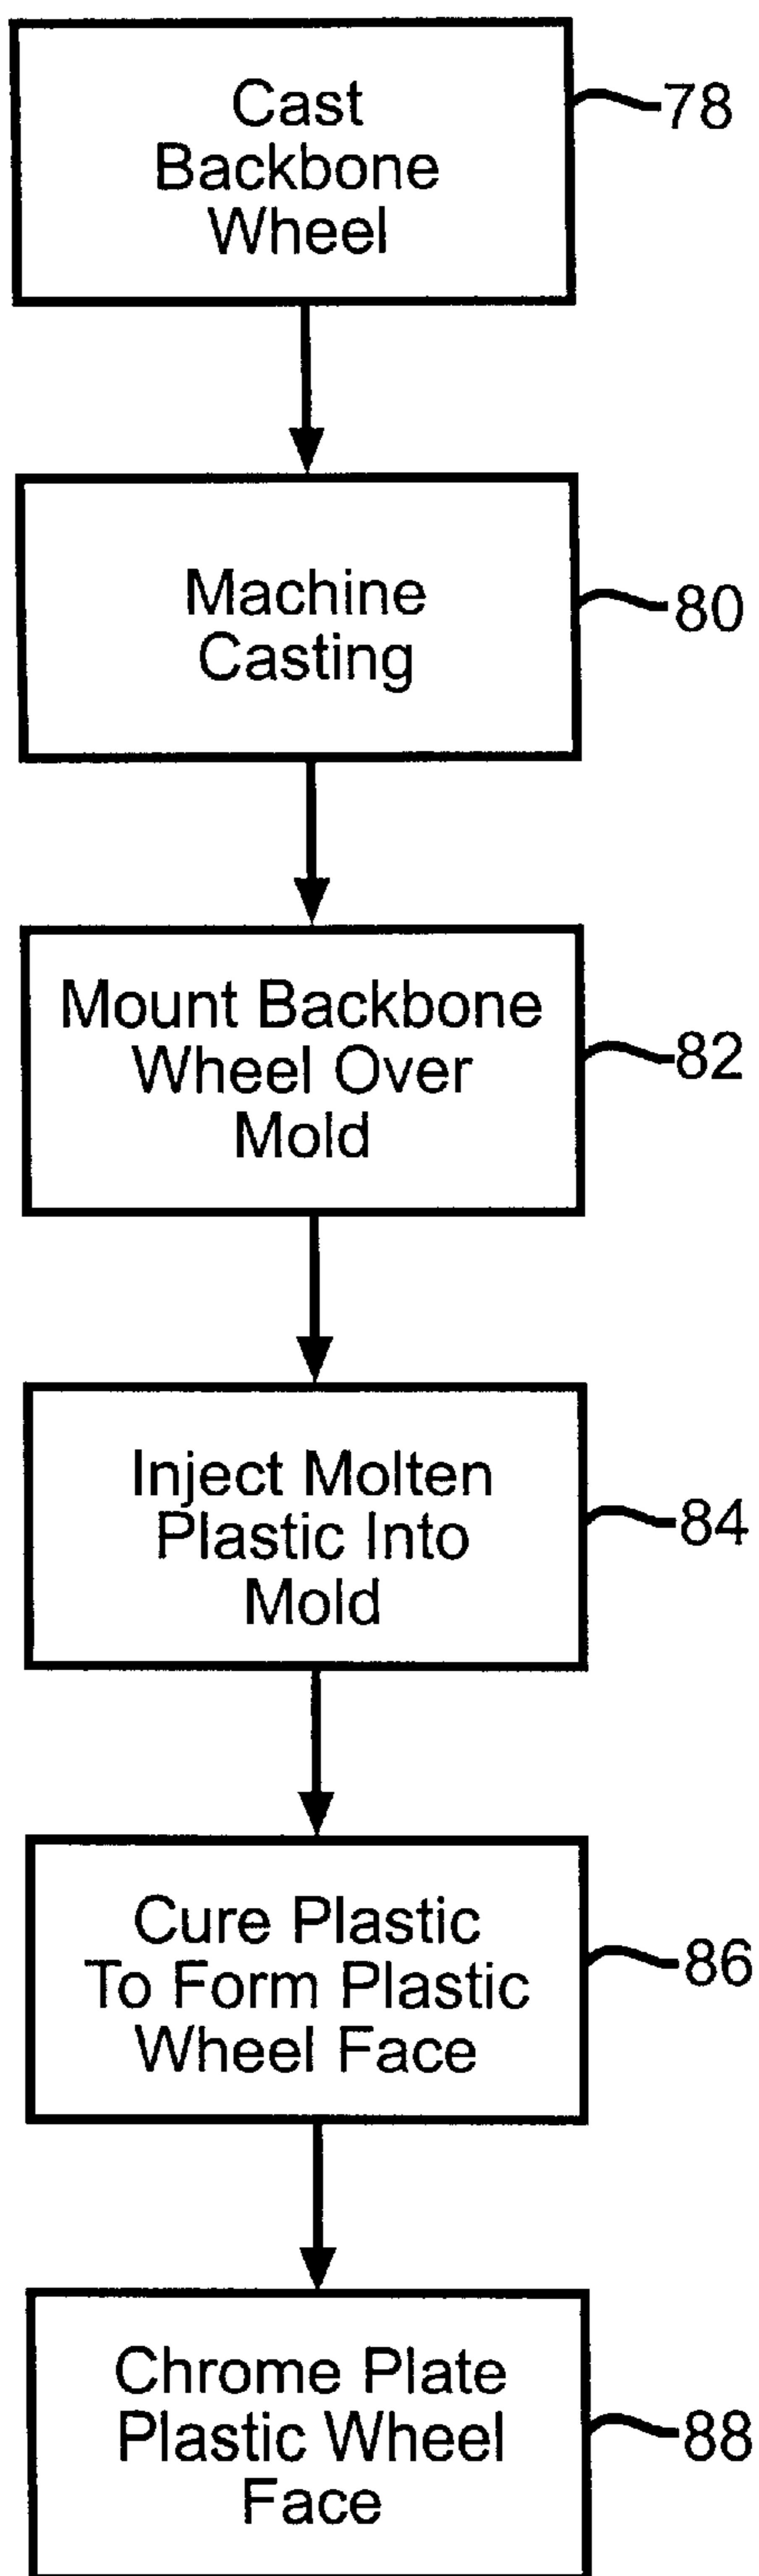 Cast
Backbone
Wheel
78
Machine
Casting
80
Mount Backbone
Wheel Over
Mold
82
Inject Molten
Plastic Into
Mold
84
Cure Plastic
To Form Plastic
Wheel Face
86
Chrome Plate
Plastic Wheel
Face
88